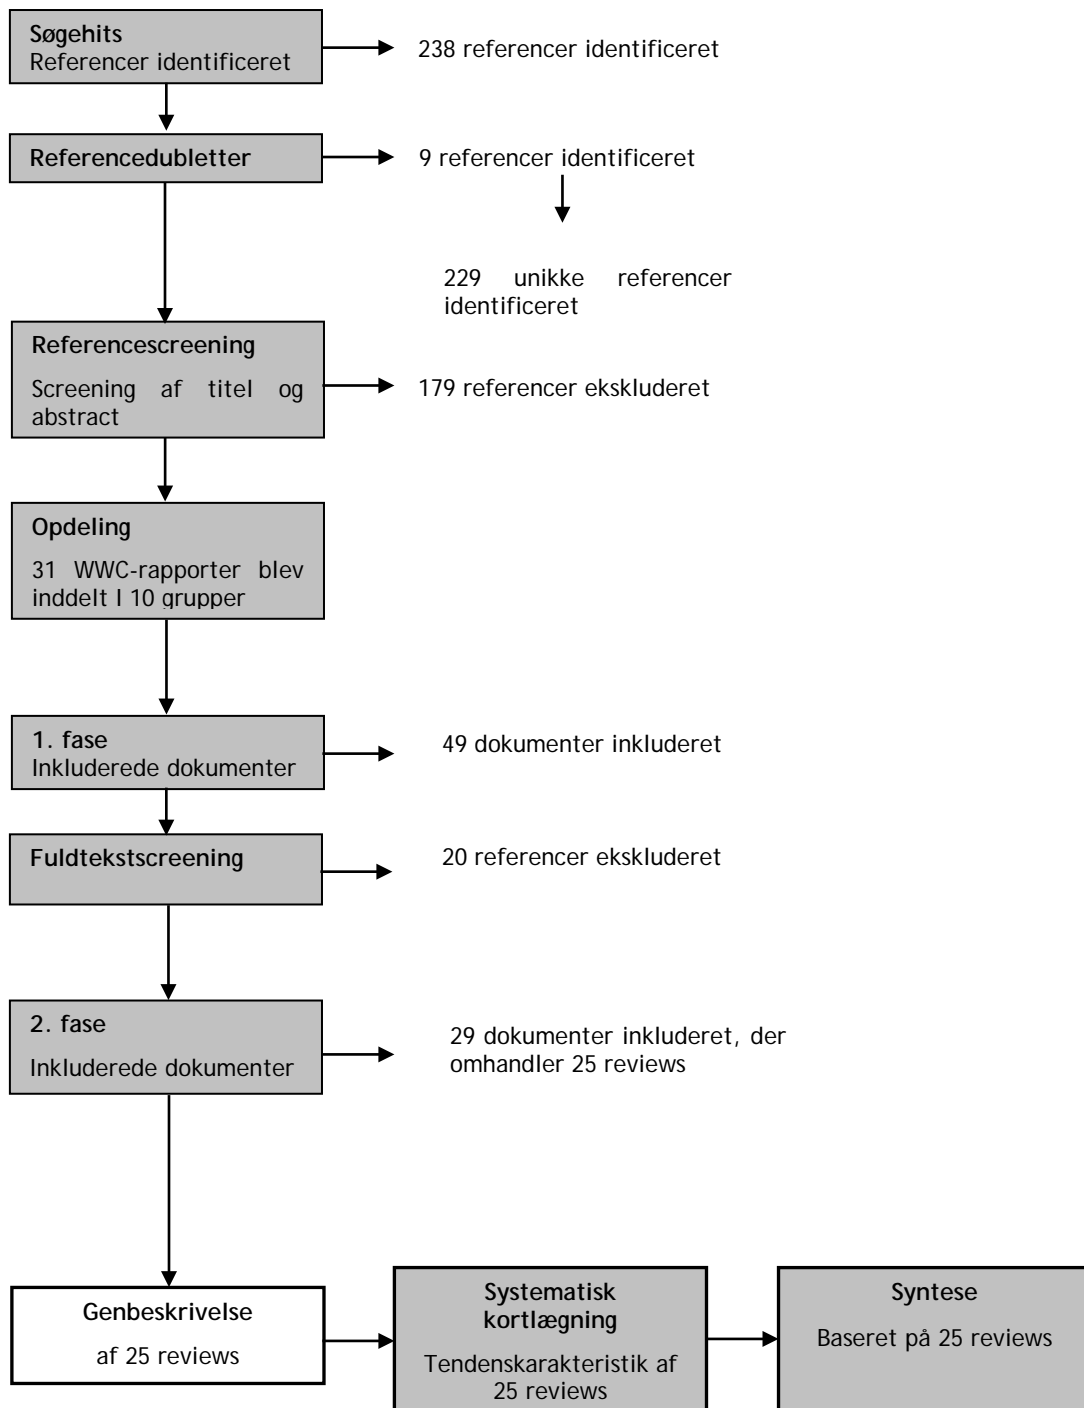 Søgehits
Referencer identificeret
238 referencer identificeret
Referencedubletter
9 referencer identificeret
229 unikke referencer
identificeret
Referencescreening
Screening af titel og
abstract
179 referencer ekskluderet
Opdeling
31 WWC-rapporter blev
inddelt I 10 grupper
1. fase
Inkluderede dokumenter
49 dokumenter inkluderet
Fuldtekstscreening
20 referencer ekskluderet
2. fase
Inkluderede dokumenter
29 dokumenter inkluderet, der
omhandler 25 reviews
Genbeskrivelse
af 25 reviews
Systematisk
kortlægning
Tendenskarakteristik af
25 reviews
Syntese
Baseret på 25 reviews